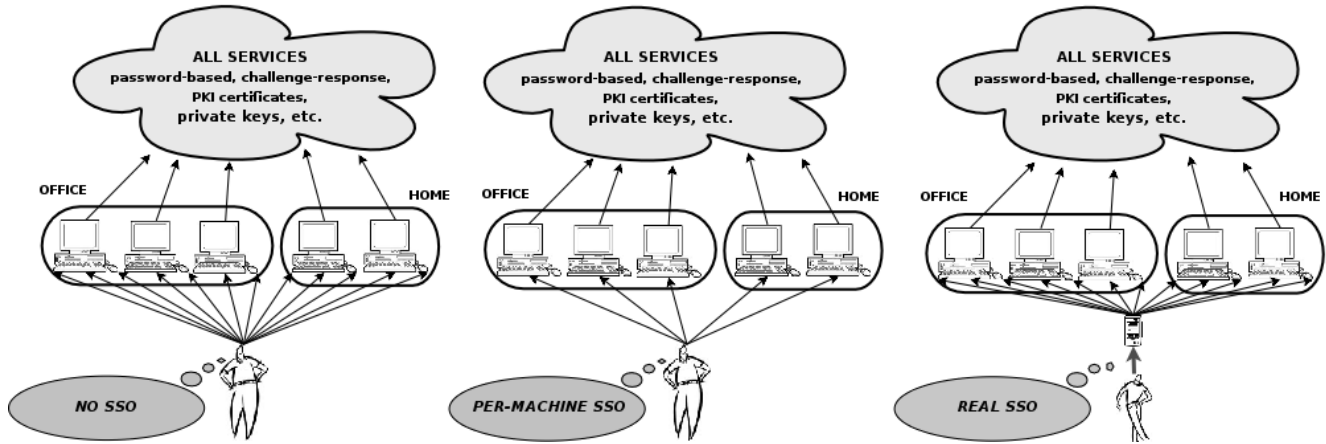 ALL SERVICES
password-based, challenge-response,
PKI certificates,
private keys, etc.
OFFICE
HOME
NO SSO
ALL SERVICES
password-based, challenge-response,
PKI certificates,
private keys, etc.
OFFICE
HOME
PER-MACHINE SSO
ALL SERVICES
password-based, challenge-response,
PKI certificates,
private keys, etc.
OFFICE
HOME
REAL SSO